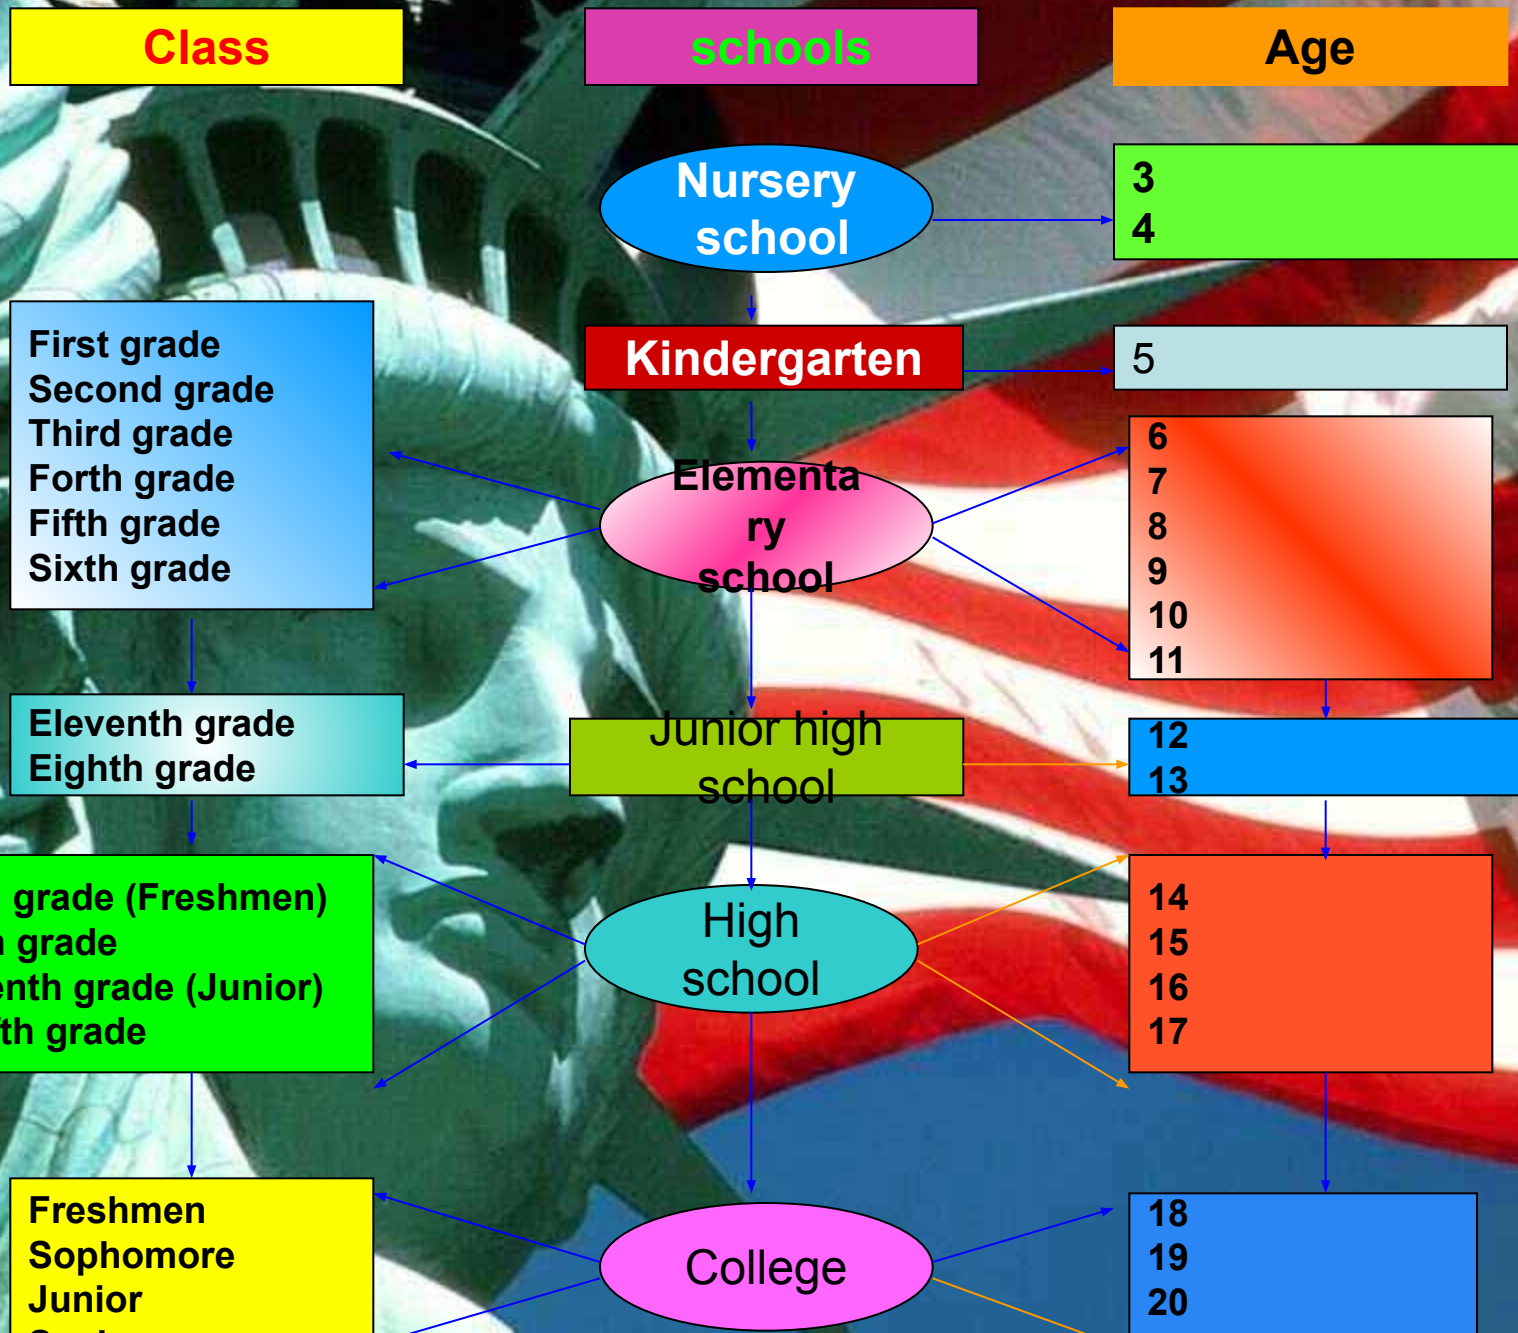 Class
schools
Age
Nursery
school
3
4
First grade
Second grade
Third grade
Forth grade
Fifth grade
Sixth grade
Kindergarten
5
Elementa
ry
school
6
7
8
9
10
11
Eleventh grade
Eighth grade
Junior high
school
12
13
grade (Freshmen)
grade
grade (Junior)
grade
High
school
14
15
16
17
Freshmen
Sophomore
Junior
College
18
19
20